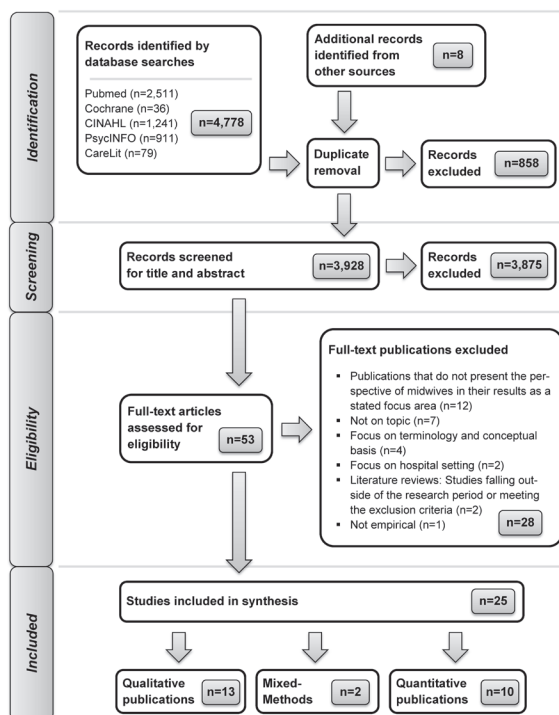 Identification
Records identified by
database searches
Pubmed (n=2,511)
Cochrane (n=36)
CINAHL (n=1,241)
PsycINFO (n=911)
CareLit (n=79)
n=4,778
Additional records
identified from
other sources
n=8
Duplicate
removal
Records
excluded
n=858
Screening
Records screened
for title and abstract
n=3,928
Records
excluded
n=3,875
Eligibility
Full-text articles
assessed for
eligibility
n=53
Full-text publications excluded
▪ Publications that do not present the per-
spective of midwives in their results as a
stated focus area (n=12)
▪ Not on topic (n=7)
▪ Focus on terminology and conceptual
basis (n=4)
▪ Focus on hospital setting (n=2)
▪ Literature reviews: Studies falling out-
side of the research period or meeting
the exclusion criteria (n=2)
▪ Not empirical (n=1)
n=28
Included
Studies included in synthesis
n=25
Qualitative
publications
n=13
Mixed-
Methods
n=2
Quantitative
publications
n=10